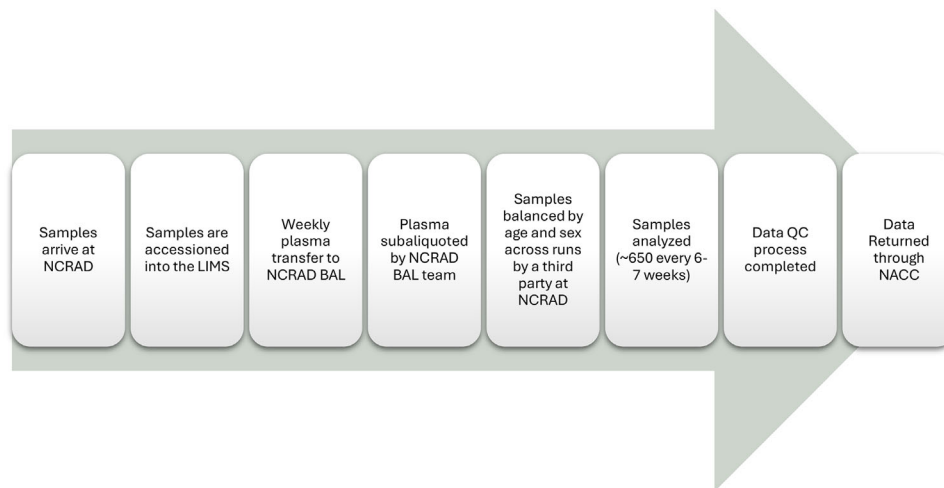 Samples
arrive at
NCRAD
Samples are
accessioned
into the LIMS
Weekly
plasma
transfer to
NCRAD BAL
Plasma
subaliquoted
by NCRAD
BAL team
Samples
balanced by
age and sex
across runs
by a third
party at
NCRAD
Samples
analyzed
(~650 every 6-
7 weeks)
Data QC
process
completed
Data
Returned
through
NACC